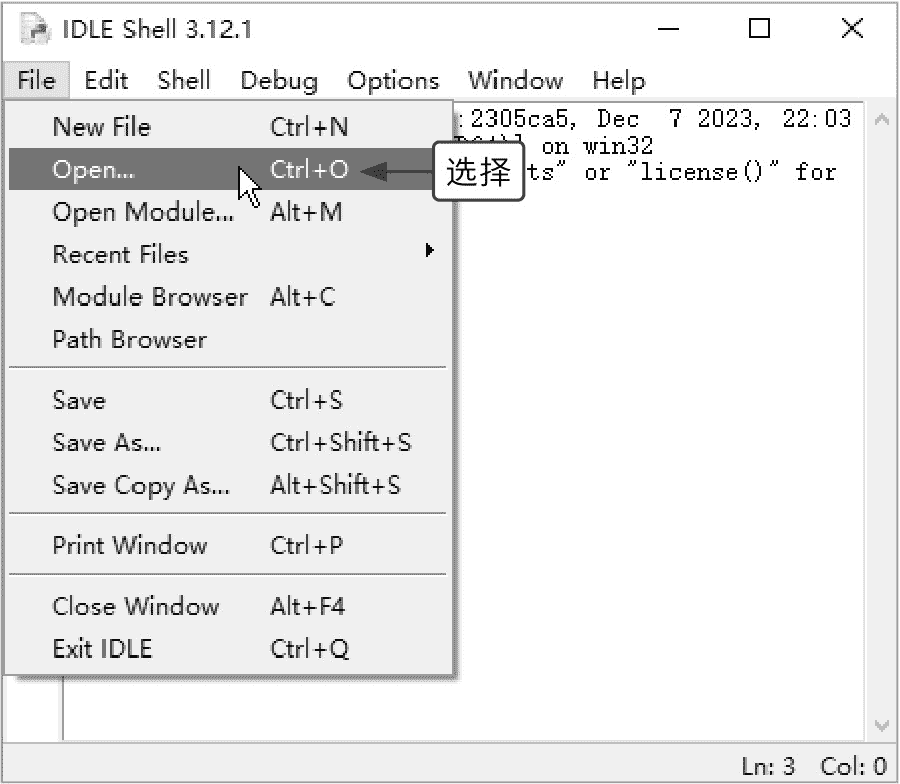 IDLE Shell 3.12.1
File Edit Shell Debug Options Window Help
:2305ca5, Dec 7 2023, 22:03
on win32
ts" or "license()" for
New File Ctrl+N
Open... Ctrl+O
选择
Open Module... Alt+M
Recent Files
Module Browser Alt+C
Path Browser
Save Ctrl+S
Save As... Ctrl+Shift+S
Save Copy As... Alt+Shift+S
Print Window Ctrl+P
Close Window Alt+F4
Exit IDLE Ctrl+Q
Ln: 3 Col: 0